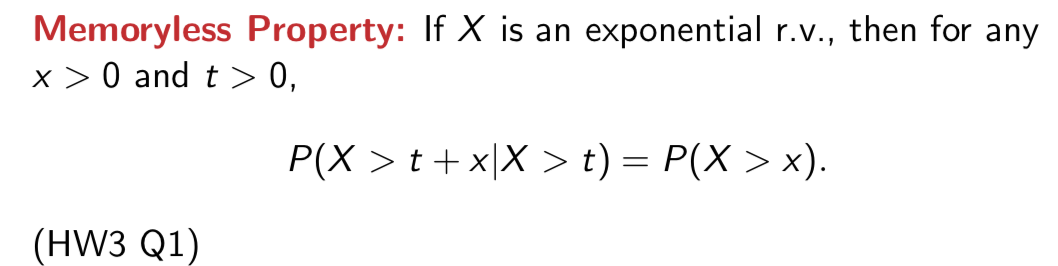 Memoryless Property: If X is an exponential r.v., then for any
x > 0 and t > 0,
P(X > t + x|X > t) = P(X > x).
(HW3 Q1)